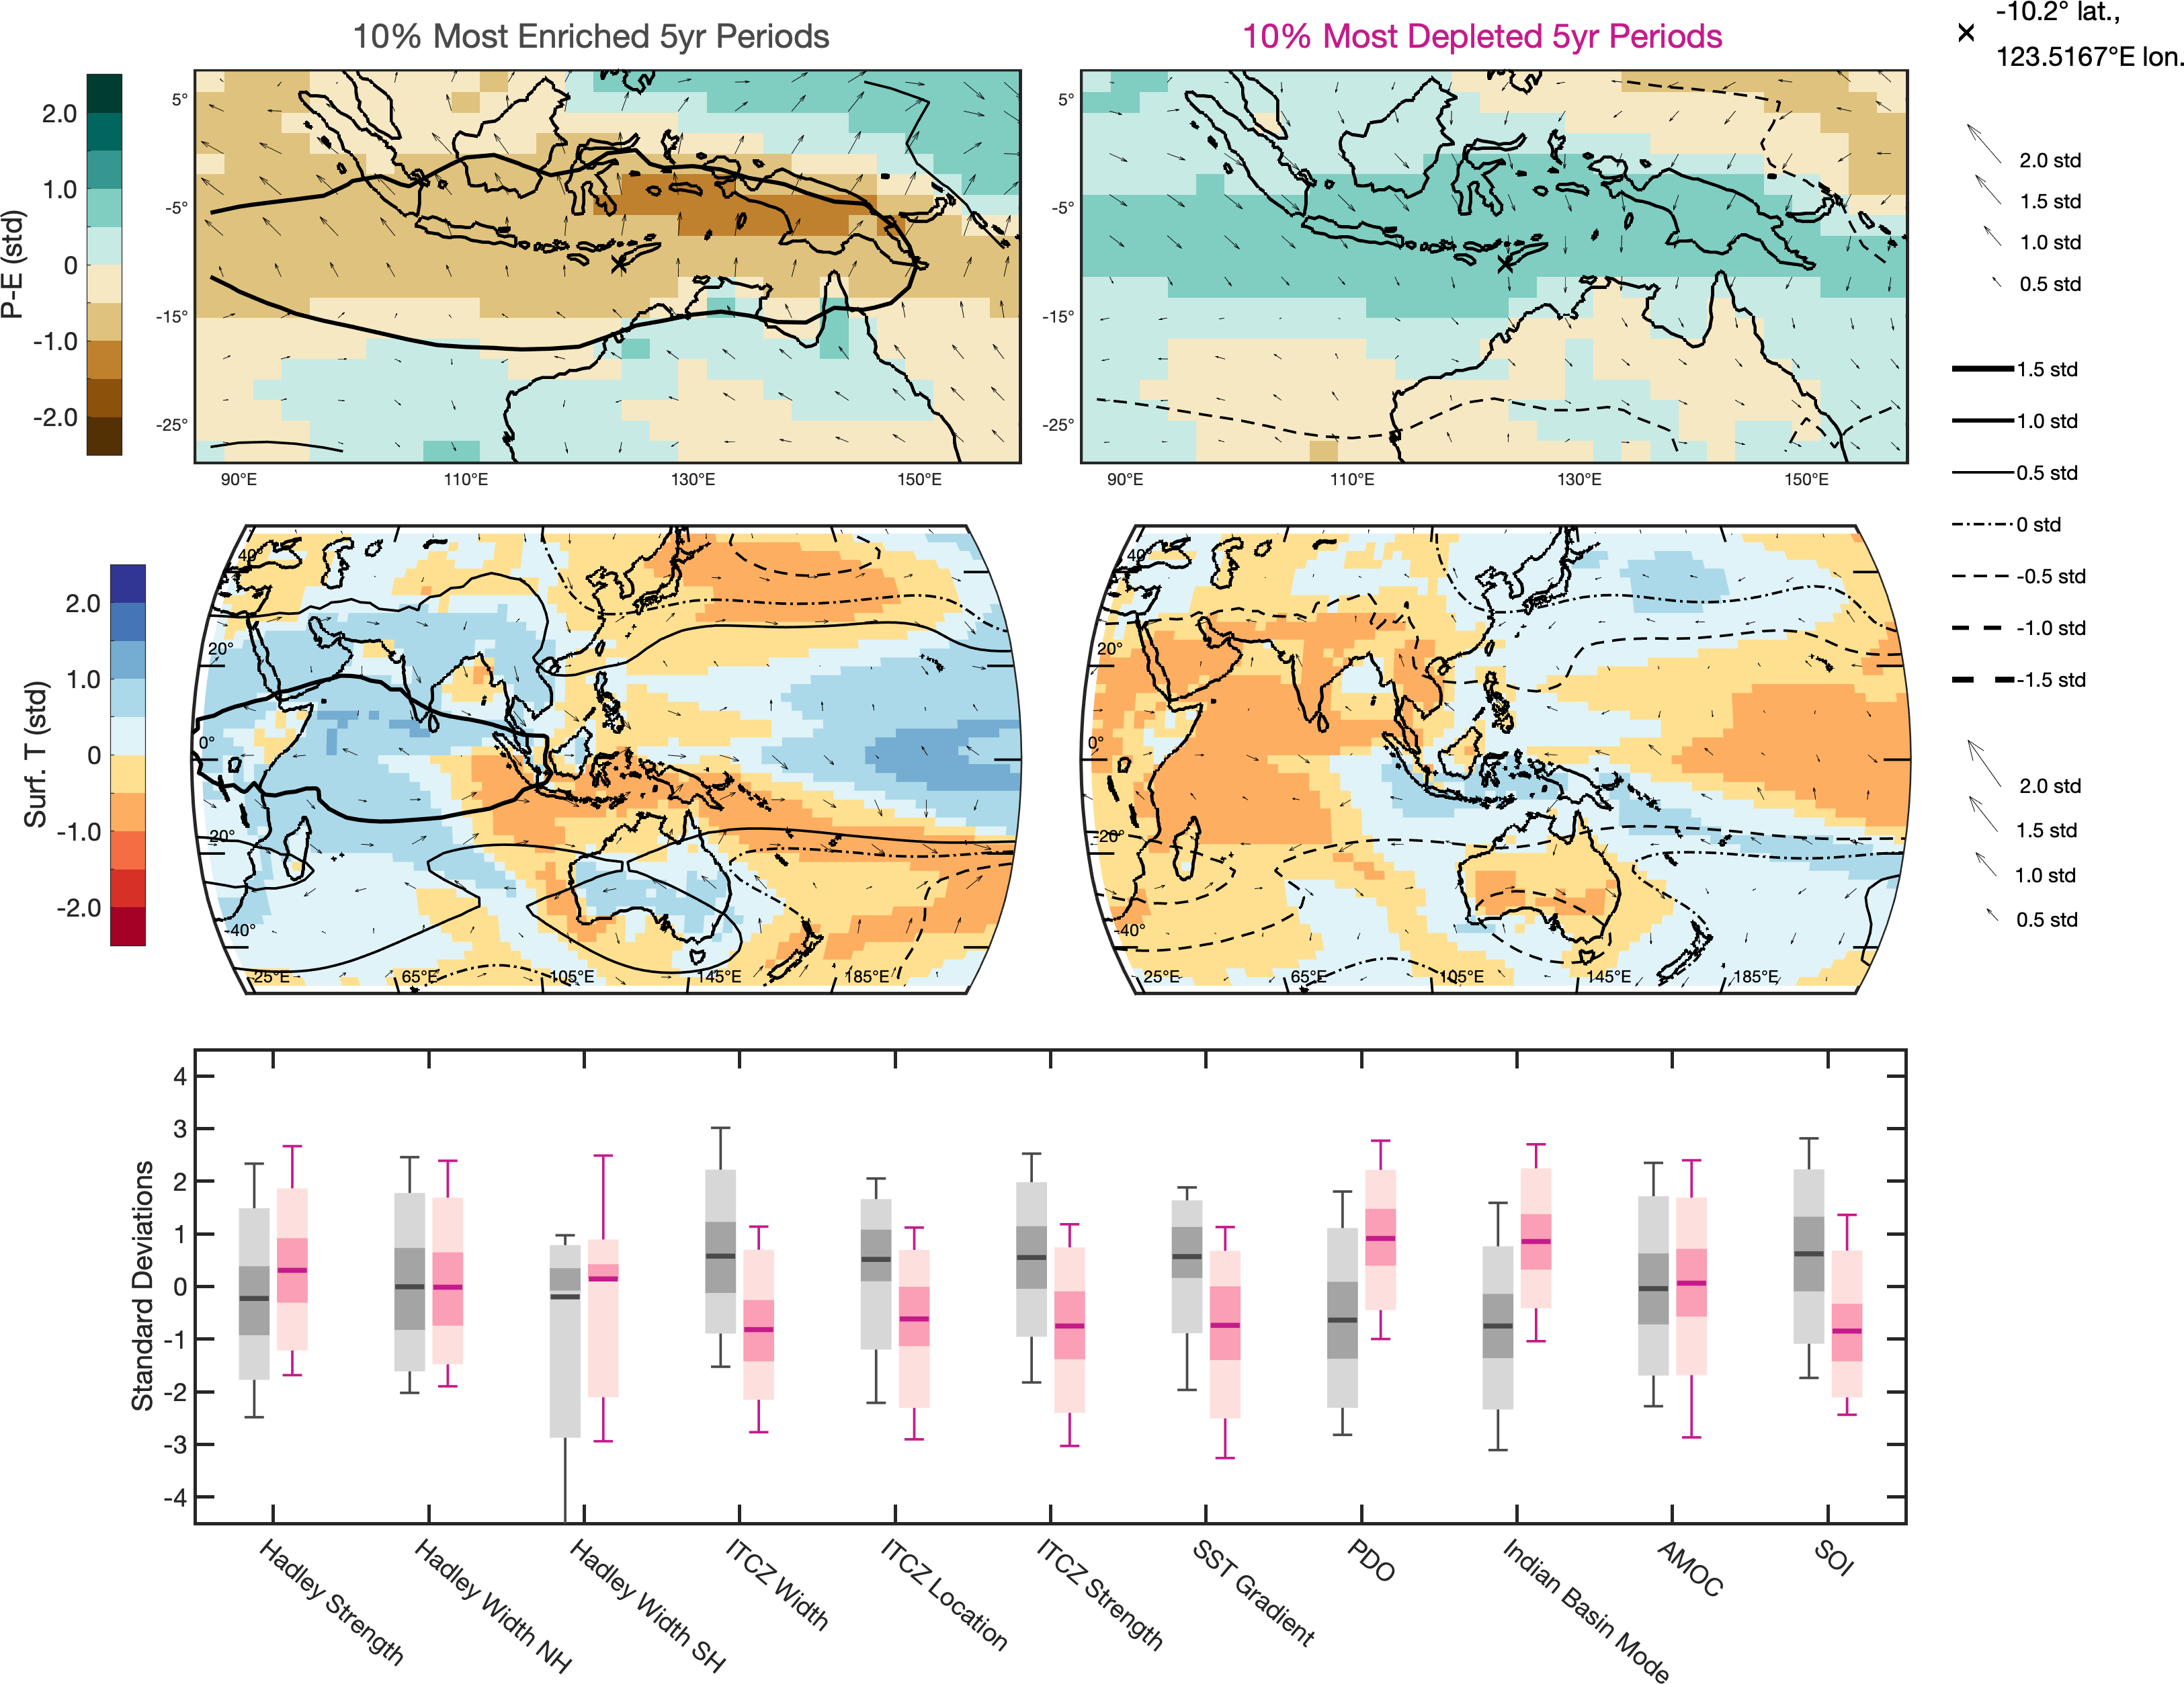 10% Most Enriched 5yr Periods
10% Most Depleted 5yr Periods
-10.2° lat.,
123.5167°E lon.
P-E (std)
2.0
1.0
0
-1.0
-2.0
5°
-5°
-15°
-25°
90°E 110°E 130°E 150°E
5°
-5°
-15°
-25°
90°E 110°E 130°E 150°E
2.0 std
1.5 std
1.0 std
0.5 std
1.5 std
1.0 std
0.5 std
0 std
-0.5 std
-1.0 std
-1.5 std
2.0 std
1.5 std
1.0 std
0.5 std
Surf. T (std)
2.0
1.0
0
-1.0
-2.0
40°
20°
0°
-20°
-40°
25°E 65°E 105°E 145°E 185°E
40°
20°
0°
-20°
-40°
25°E 65°E 105°E 145°E 185°E
Standard Deviations
4
3
2
1
0
-1
-2
-3
-4
Hadley Strength
Hadley Width NH
Hadley Width SH
ITCZ Width
ITCZ Location
ITCZ Strength
SST Gradient
PDO
Indian Basin Mode
AMOC
SOI